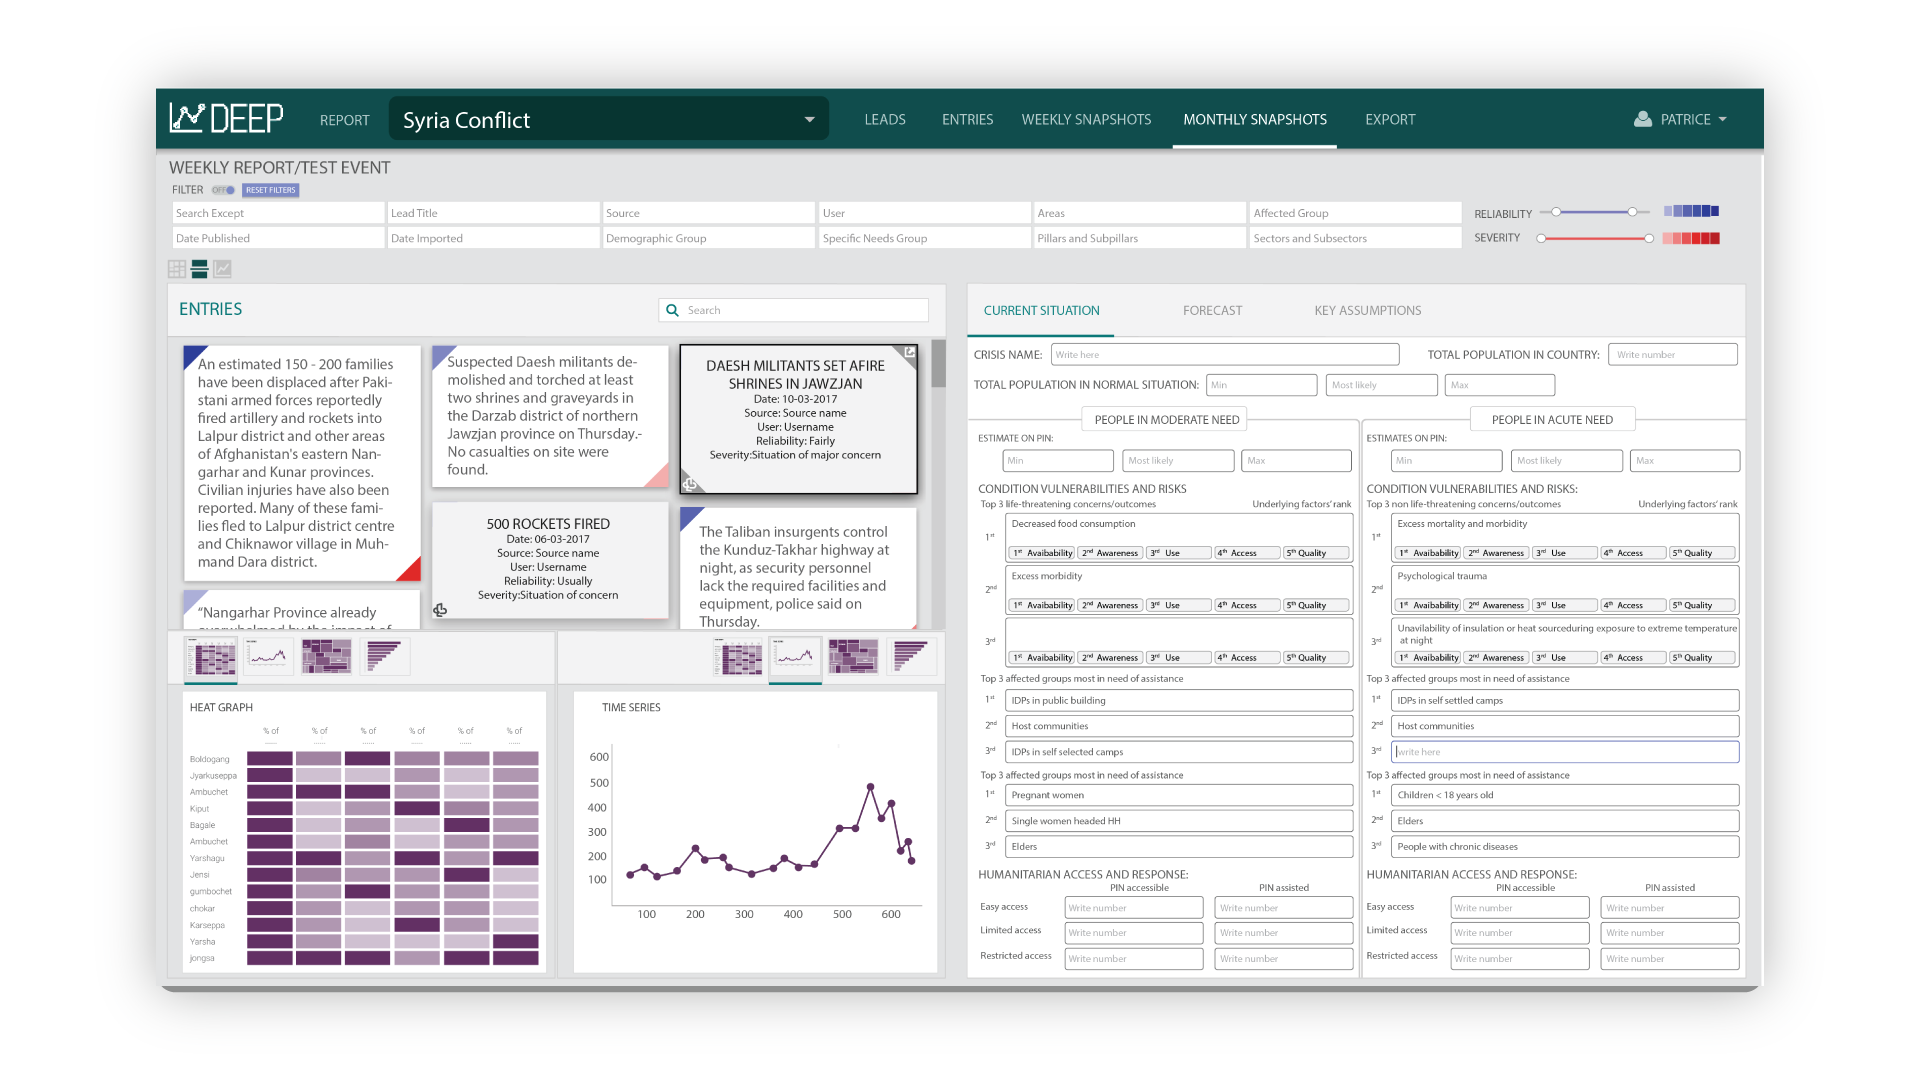 DEEP
REPORT
Syria Conflict
LEADS
ENTRIES
WEEKLY SNAPSHOTS
MONTHLY SNAPSHOTS
EXPORT
PATRICE
WEEKLY REPORT/TEST EVENT
FILTER
OFF
RESET FILTERS
Search Except
Lead Title
Source
User
Areas
Affected Group
Date Published
Date Imported
Demographic Group
Specific Needs Group
Pillars and Subpillars
Sectors and Subsectors
RELIABILITY
SEVERITY
ENTRIES
Search
An estimated 150 - 200 families
have been displaced after Paki-
stani armed forces reportedly
fired artillery and rockets into
Lalpur district and other areas
of Afghanistan's eastern Nan-
garhar and Kunar provinces.
Civilian injuries have also been
reported. Many of these fami-
lies fled to Lalpur district centre
and Chiknawor village in Muh-
mand Dara district.
"Nangarhar Province already
overwhelmed by the impact of
Suspected Daesh militants de-
molished and torched at least
two shrines and graveyards in
the Darzab district of northern
Jawzjan province on Thursday.-
No casualties on site were
found.
500 ROCKETS FIRED
Date: 06-03-2017
Source: Source name
User: Username
Reliability: Usually
Severity:Situation of concern
DAESH MILITANTS SET AFIRE
SHRINES IN JAWZJAN
Date: 10-03-2017
Source: Source name
User: Username
Reliability: Fairly
Severity:Situation of major concern
The Taliban insurgents control
the Kunduz-Takhar highway at
night, as security personnel
lack the required facilities and
equipment, police said on
Thursday.
HEAT GRAPH
% of % of % of % of % of % of
...... ...... ...... ...... ...... ......
Boldogang
Jyarkuseppa
Ambuchet
Kiput
Bagale
Ambuchet
Yarshagu
Jensi
gumbochet
chokar
Karseppa
Yarsha
jongsa
TIME SERIES
600
500
400
300
200
100
100 200 300 400 500 600
CURRENT SITUATION
FORECAST
KEY ASSUMPTIONS
CRISIS NAME: Write here
TOTAL POPULATION IN COUNTRY: Write number
TOTAL POPULATION IN NORMAL SITUATION: Min Most likely Max
PEOPLE IN MODERATE NEED
ESTIMATE ON PIN:
Min Most likely Max
CONDITION VULNERABILITIES AND RISKS
Top 3 life-threatening concerns/outcomes Underlying factors' rank
1st Decreased food consumption
1st Avaibability 2nd Awareness 3rd Use 4th Access 5th Quality
2nd Excess morbidity
1st Avaibability 2nd Awareness 3rd Use 4th Access 5th Quality
3rd
1st Avaibability 2nd Awareness 3rd Use 4th Access 5th Quality
Top 3 affected groups most in need of assistance
1st IDPs in public building
2nd Host communities
3rd IDPs in self selected camps
Top 3 affected groups most in need of assistance
1st Pregnant women
2nd Single women headed HH
3rd Elders
HUMANITARIAN ACCESS AND RESPONSE:
PIN accessible PIN assisted
Easy access Write number Write number
Limited access Write number Write number
Restricted access Write number Write number
PEOPLE IN ACUTE NEED
ESTIMATES ON PIN:
Min Most likely Max
CONDITION VULNERABILITIES AND RISKS:
Top 3 non life-threatening concerns/outcomes Underlying factors' rank
1st Excess mortality and morbidity
1st Avaibability 2nd Awareness 3rd Use 4th Access 5th Quality
2nd Psychological trauma
1st Avaibability 2nd Awareness 3rd Use 4th Access 5th Quality
3rd Unavilability of insulation or heat sourceduring exposure to extreme temperature
at night
1st Avaibability 2nd Awareness 3rd Use 4th Access 5th Quality
Top 3 affected groups most in need of assistance
1st IDPs in self settled camps
2nd Host communities
3rd write here
Top 3 affected groups most in need of assistance
1st Children < 18 years old
2nd Elders
3rd People with chronic diseases
HUMANITARIAN ACCESS AND RESPONSE:
PIN accessible PIN assisted
Easy access Write number Write number
Limited access Write number Write number
Restricted access Write number Write number